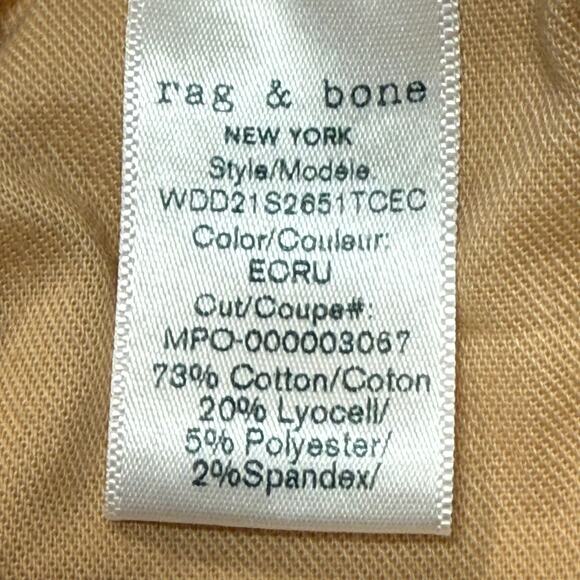 rag & bone
NEW YORK
Style/Modéle
WDD21S2651TCEC
Color/Couleur:
ECRU
Cut/Coupe#:
MPO-000003067
73% Cotton/Coton
20% Lyocell/
5% Polyester/
2%Spandex/